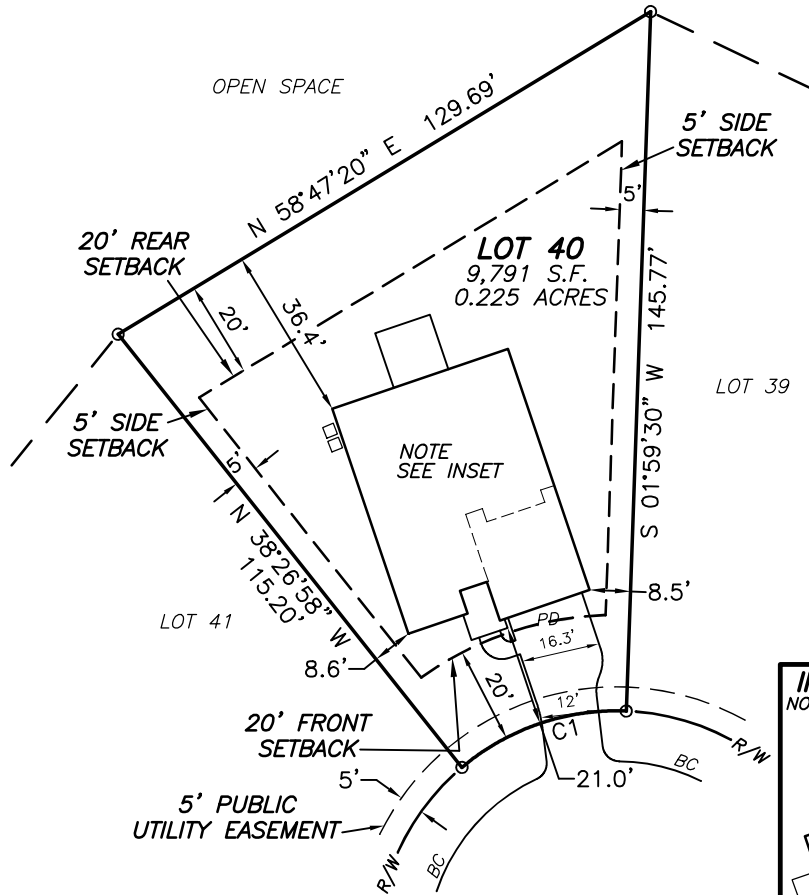 OPEN SPACE
N 58°47'20" E 129.69'
5' SIDE
SETBACK
5'
20' REAR
SETBACK
LOT 40
9,791 S.F.
0.225 ACRES
20'
36.4'
S 01°59'30" W 145.77'
LOT 39
5' SIDE
SETBACK
5'
NOTE
SEE INSET
N 38°26'58" W
115.20'
LOT 41
8.5'
8.6'
PD
16.3'
20'
12'
C1
20' FRONT
SETBACK
R/W
BC
5'
21.0'
5' PUBLIC
UTILITY EASEMENT
R/W
BC